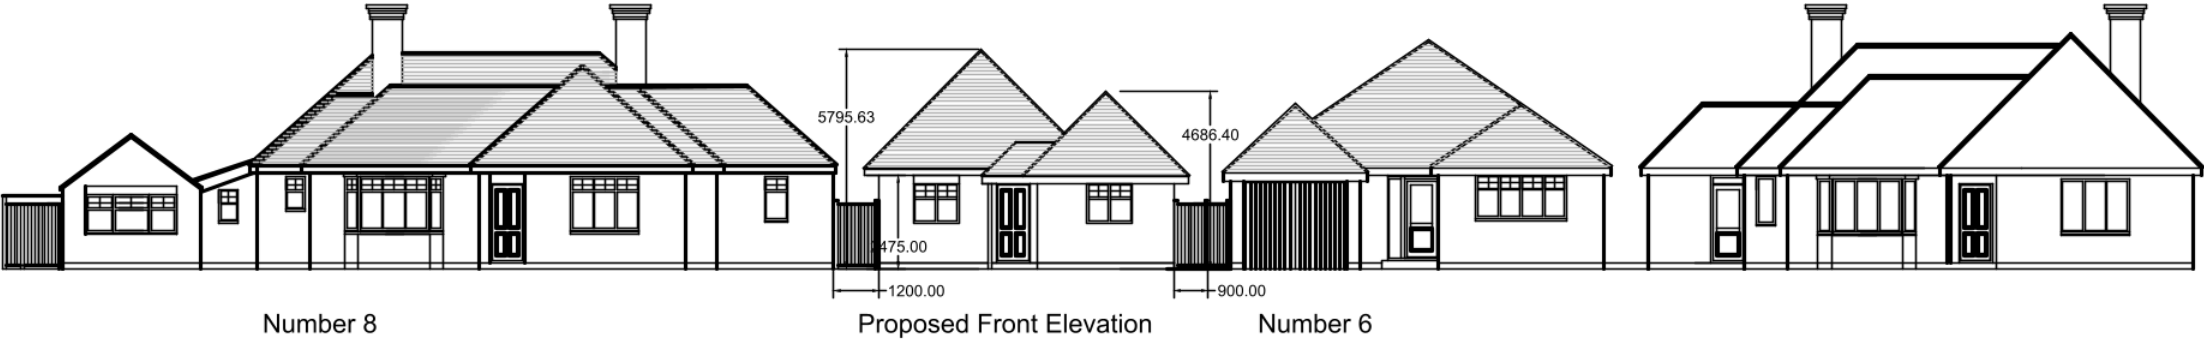 5795.63
4686.40
2475.00
1200.00
900.00
Number 8
Proposed Front Elevation
Number 6